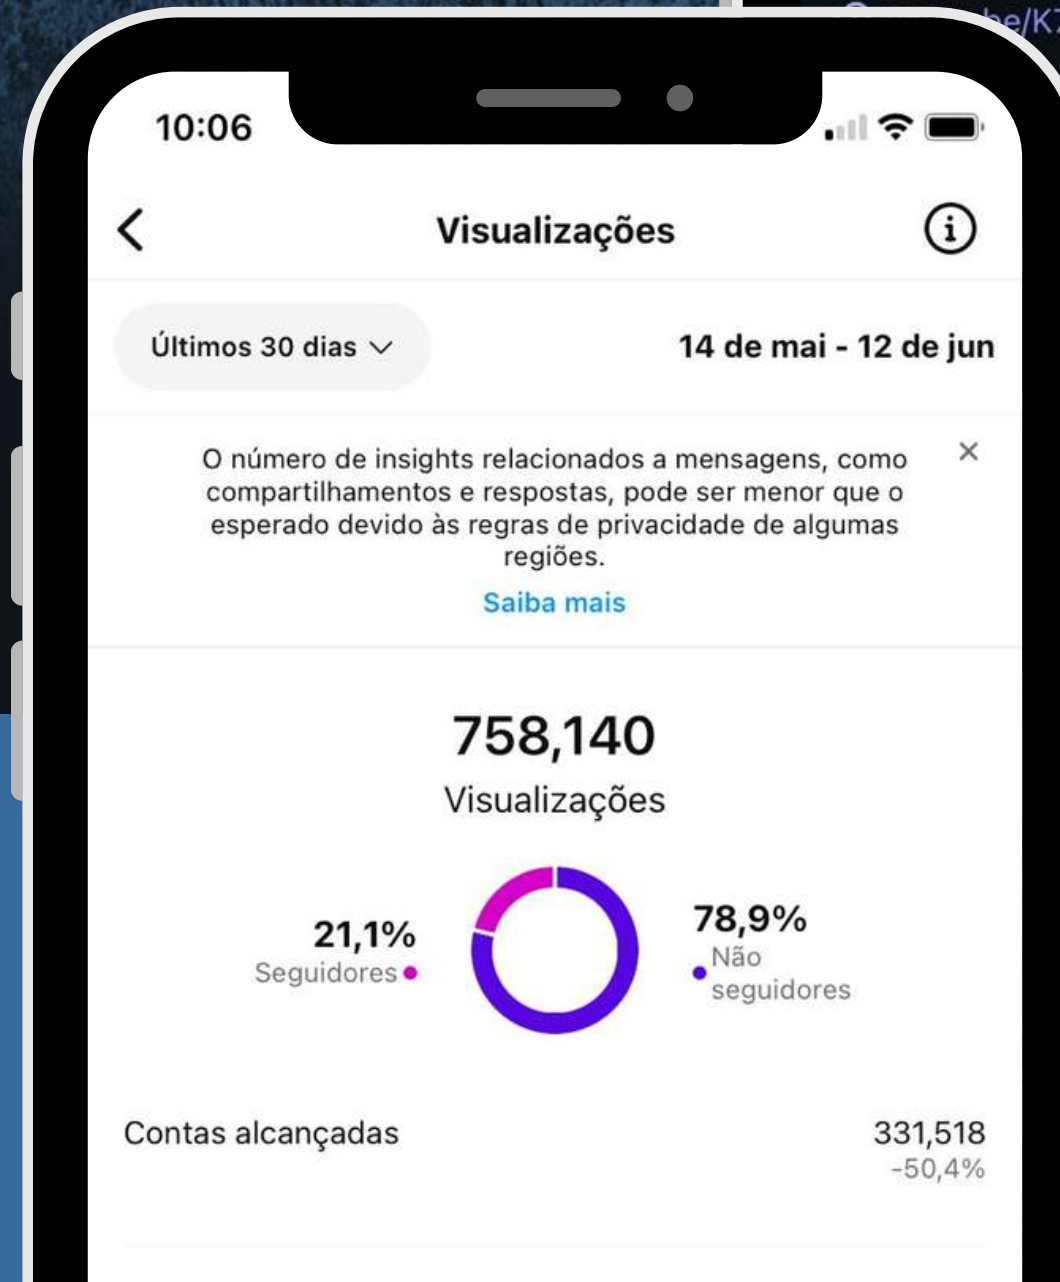 10:06
Visualizações
Últimos 30 dias
14 de mai - 12 de jun
O número de insights relacionados a mensagens, como
compartilhamentos e respostas, pode ser menor que o
esperado devido às regras de privacidade de algumas
regiões.
Saiba mais
758,140
Visualizações
21,1%
Seguidores
78,9%
Não
seguidores
Contas alcançadas
331,518
-50,4%